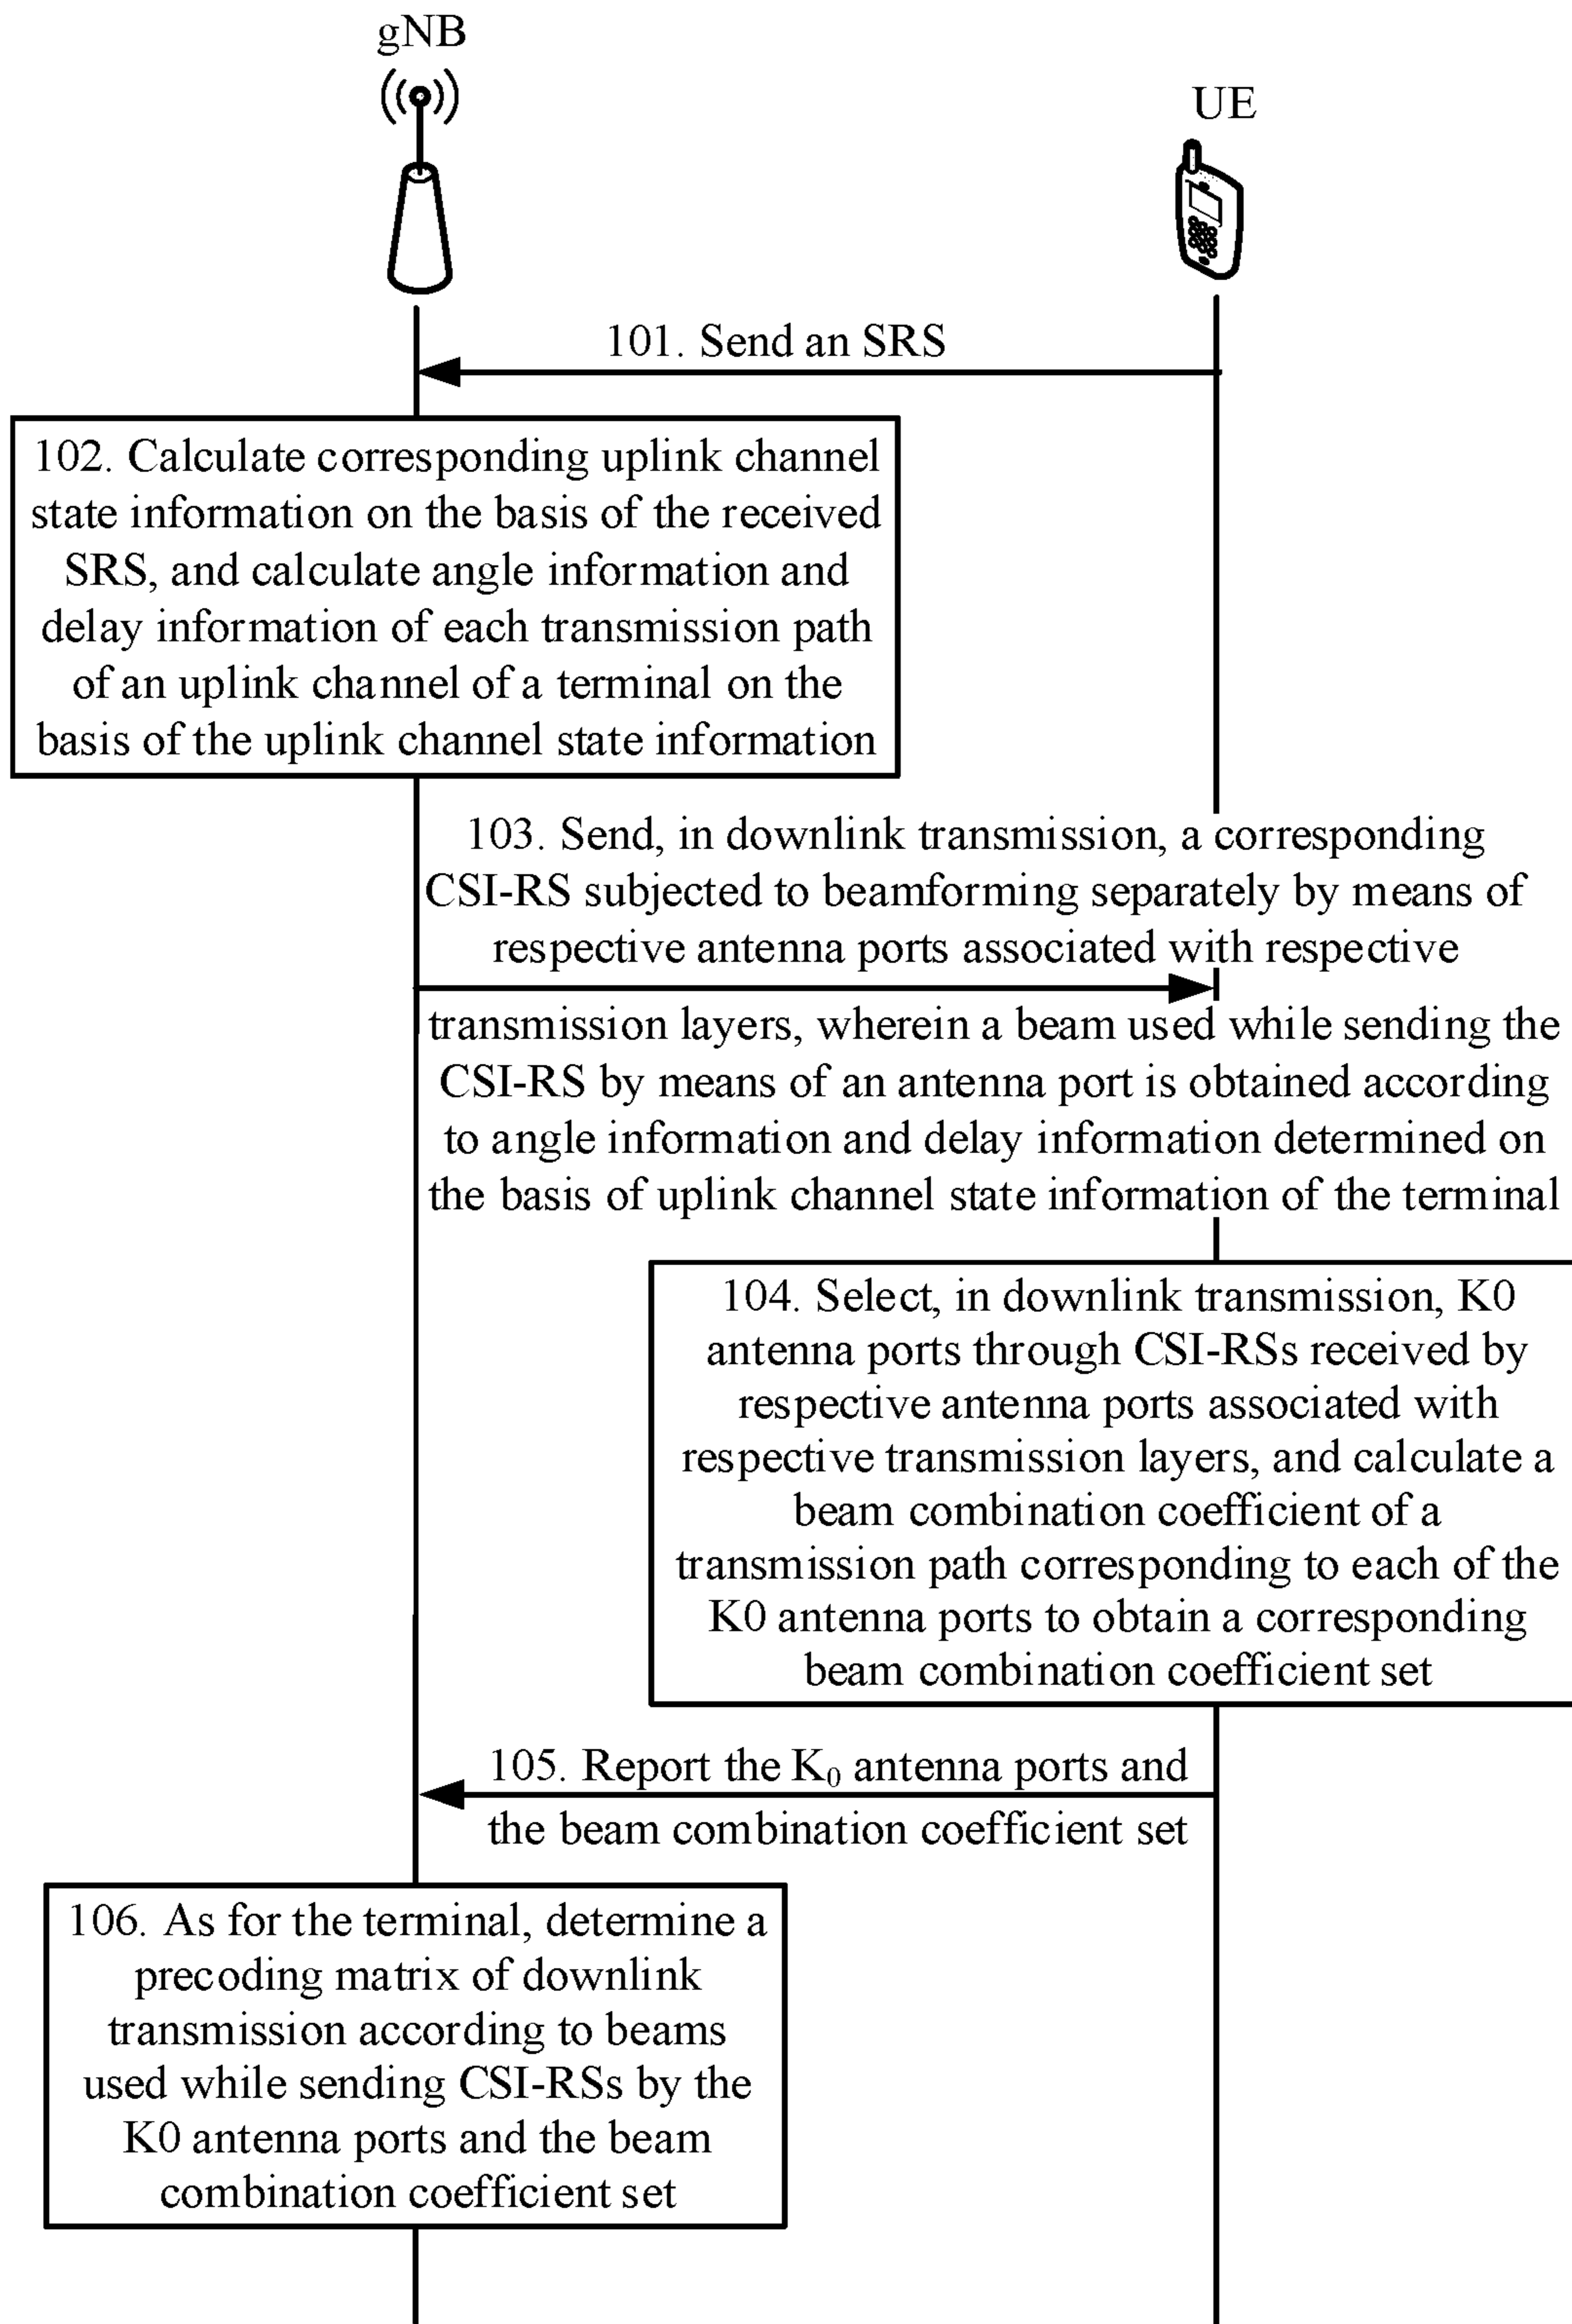 gNB
UE
101. Send an SRS
102. Calculate corresponding uplink channel
state information on the basis of the received
SRS, and calculate angle information and
delay information of each transmission path
of an uplink channel of a terminal on the
basis of the uplink channel state information
103. Send, in downlink transmission, a corresponding
CSI-RS subjected to beamforming separately by means of
respective antenna ports associated with respective
transmission layers, wherein a beam used while sending the
CSI-RS by means of an antenna port is obtained according
to angle information and delay information determined on
the basis of uplink channel state information of the terminal
104. Select, in downlink transmission, K0
antenna ports through CSI-RSs received by
respective antenna ports associated with
respective transmission layers, and calculate a
beam combination coefficient of a
transmission path corresponding to each of the
K0 antenna ports to obtain a corresponding
beam combination coefficient set
105. Report the K₀ antenna ports and
the beam combination coefficient set
106. As for the terminal, determine a
precoding matrix of downlink
transmission according to beams
used while sending CSI-RSs by the
K0 antenna ports and the beam
combination coefficient set